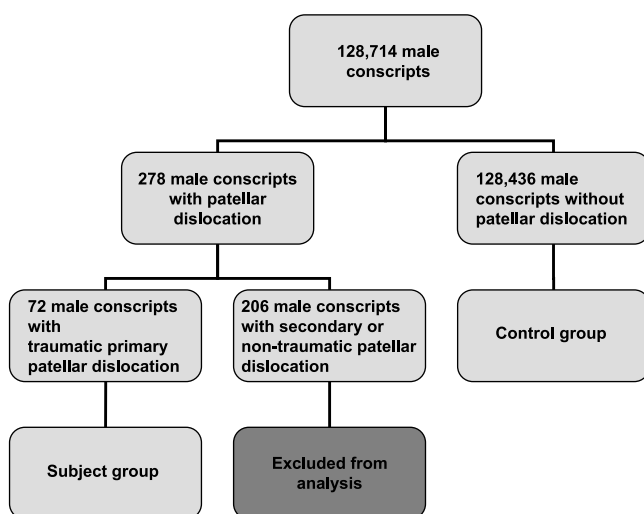 128,714 male
conscripts
278 male conscripts
with patellar
dislocation
128,436 male
conscripts without
patellar dislocation
72 male conscripts
with
traumatic primary
patellar dislocation
206 male conscripts
with secondary or
non-traumatic patellar
dislocation
Control group
Subject group
Excluded from
analysis